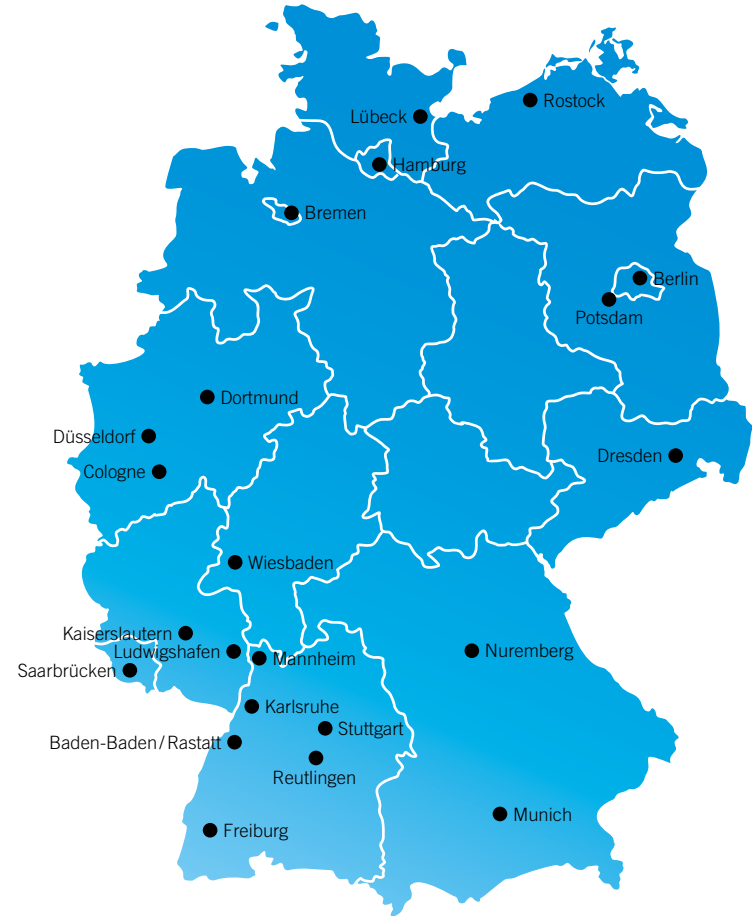 Rostock
Lübeck
Hamburg
Bremen
Berlin
Potsdam
Dortmund
Düsseldorf
Dresden
Cologne
Wiesbaden
Kaiserslautern
Ludwigshafen
Nuremberg
Mannheim
Saarbrücken
Karlsruhe
Stuttgart
Baden-Baden/Rastatt
Reutlingen
Munich
Freiburg